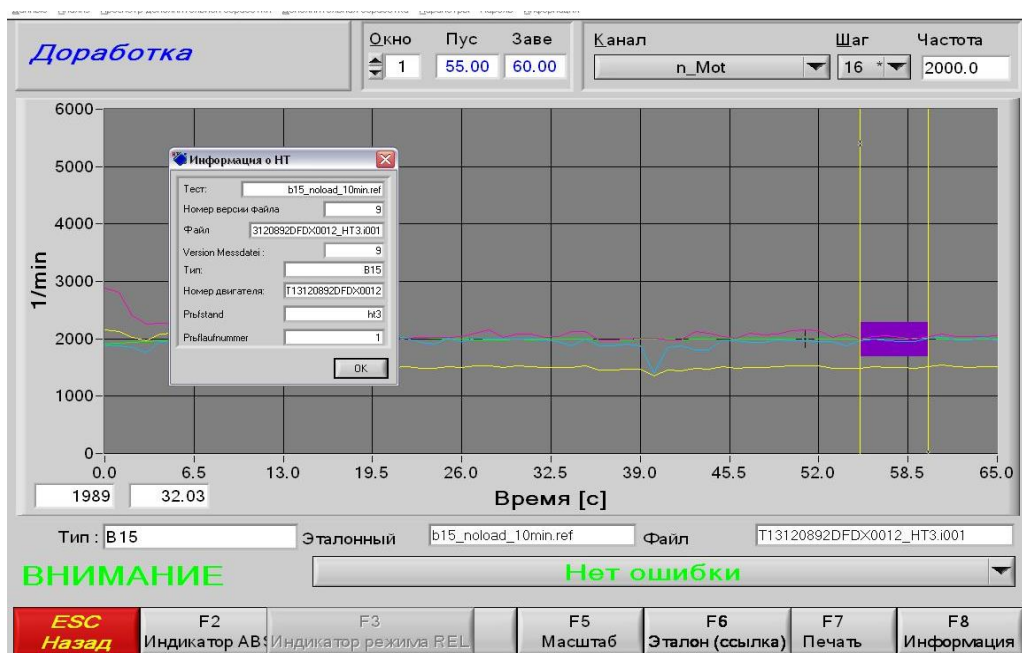 Доработка
Окно Пус Заве Канал Шаг Частота
1 55.00 60.00 n_Mot 16 * 2000.0
6000
5000
4000
3000
2000
1000
0
1/min
Информация о НТ
Тест: b15_noload_10min.ref
Номер версии файла 9
Файл 3120892DFDX0012_HT3.i001
Version Messdatei : 9
Тип: B15
Номер двигателя: T13120892DFDX0012
Prьfstand ht3
Prьflaufnummer 1
OK
0.0 6.5 13.0 19.5 26.0 32.5 39.0 45.5 52.0 58.5 65.0
1989 32.03
Время [с]
Тип : B15 Эталонный b15_noload_10min.ref Файл T13120892DFDX0012_HT3.i001
ВНИМАНИЕ Нет ошибки
ESC F2 F3 F5 F6 F7 F8
Назад Индикатор ABS Индикатор режима REL Масштаб Эталон (ссылка) Печать Информация